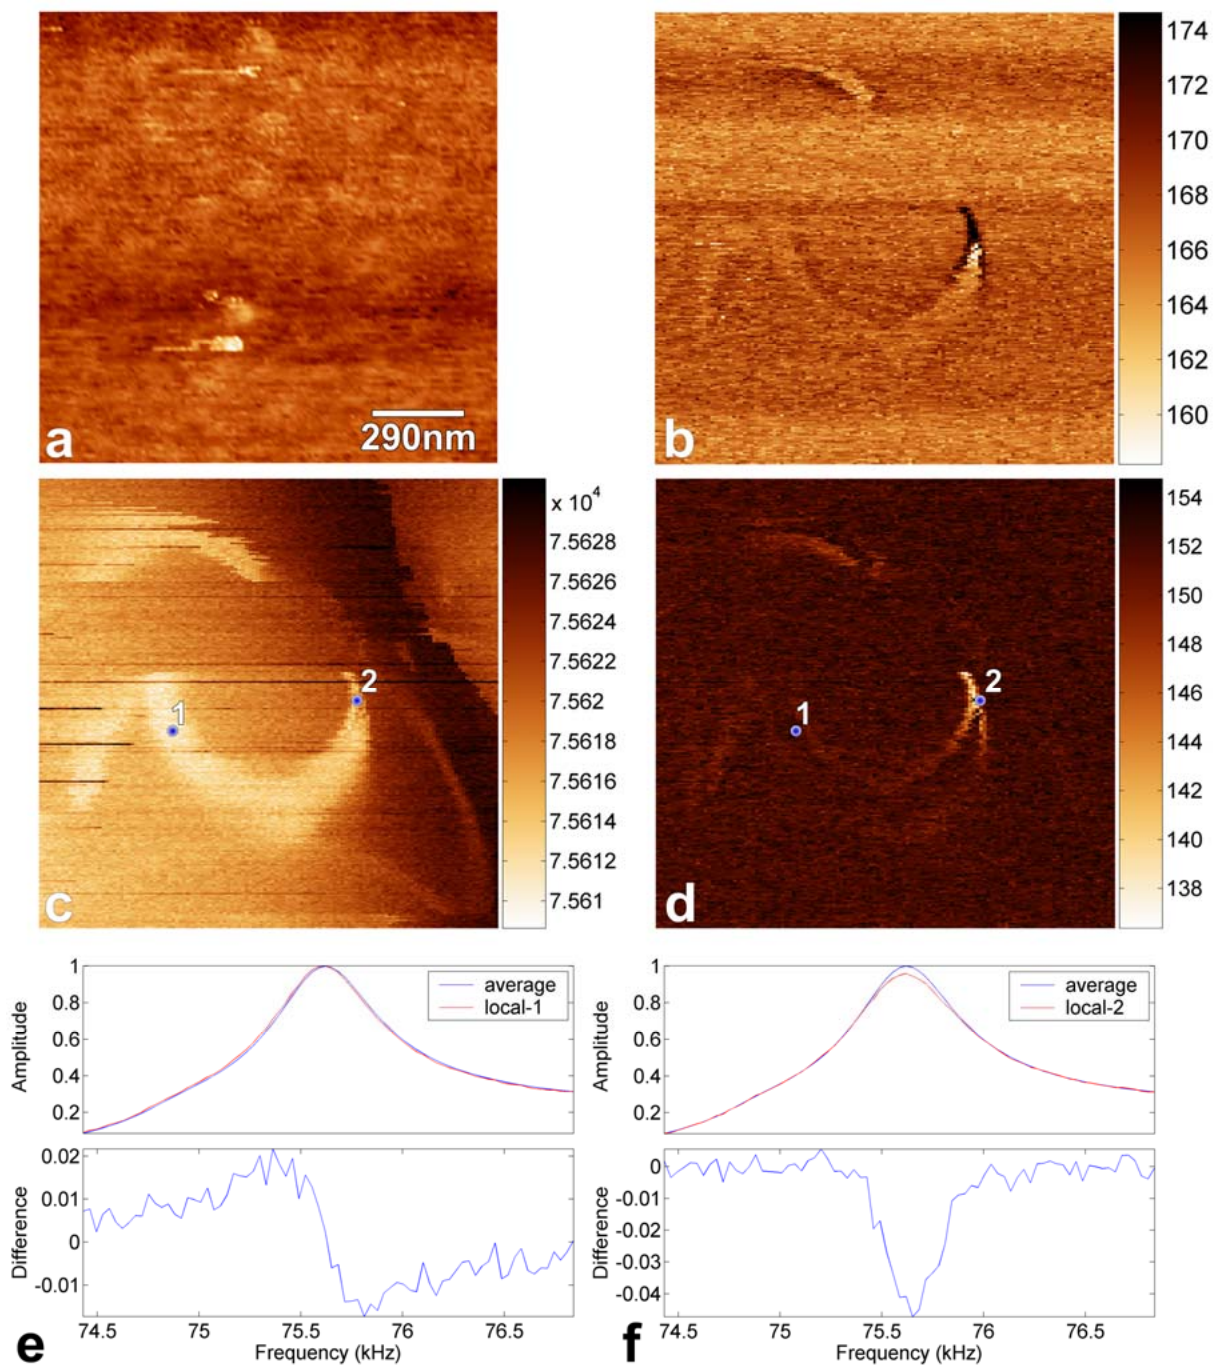 a
290nm
b
174
172
170
168
166
164
162
160
c
1
2
x 10⁴
7.5628
7.5626
7.5624
7.5622
7.562
7.5618
7.5616
7.5614
7.5612
7.561
d
1
2
154
152
150
148
146
144
142
140
138
Amplitude
1
0.8
0.6
0.4
0.2
average
local-1
Difference
0.02
0.01
0
-0.01
74.5 75 75.5 76 76.5
Frequency (kHz)
e
Amplitude
1
0.8
0.6
0.4
0.2
average
local-2
Difference
0
-0.01
-0.02
-0.03
-0.04
74.5 75 75.5 76 76.5
Frequency (kHz)
f